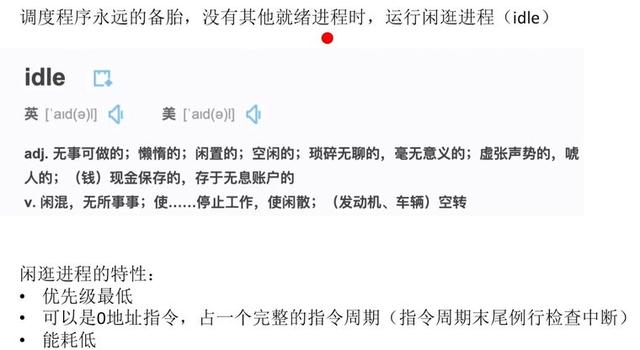 调度程序永远的备胎，没有其他就绪进程时，运行闲逛进程（idle）
idle
英 ['aɪd(ə)l] 美 ['aɪd(ə)l]
adj. 无事可做的；懒惰的；闲置的；空闲的；琐碎无聊的，毫无意义的；虚张声势的，唬
人的；（钱）现金保存的，存于无息账户的
v. 闲混，无所事事；使……停止工作，使闲散；（发动机、车辆）空转
闲逛进程的特性：
• 优先级最低
• 可以是0地址指令，占一个完整的指令周期（指令周期末尾例行检查中断）
• 能耗低